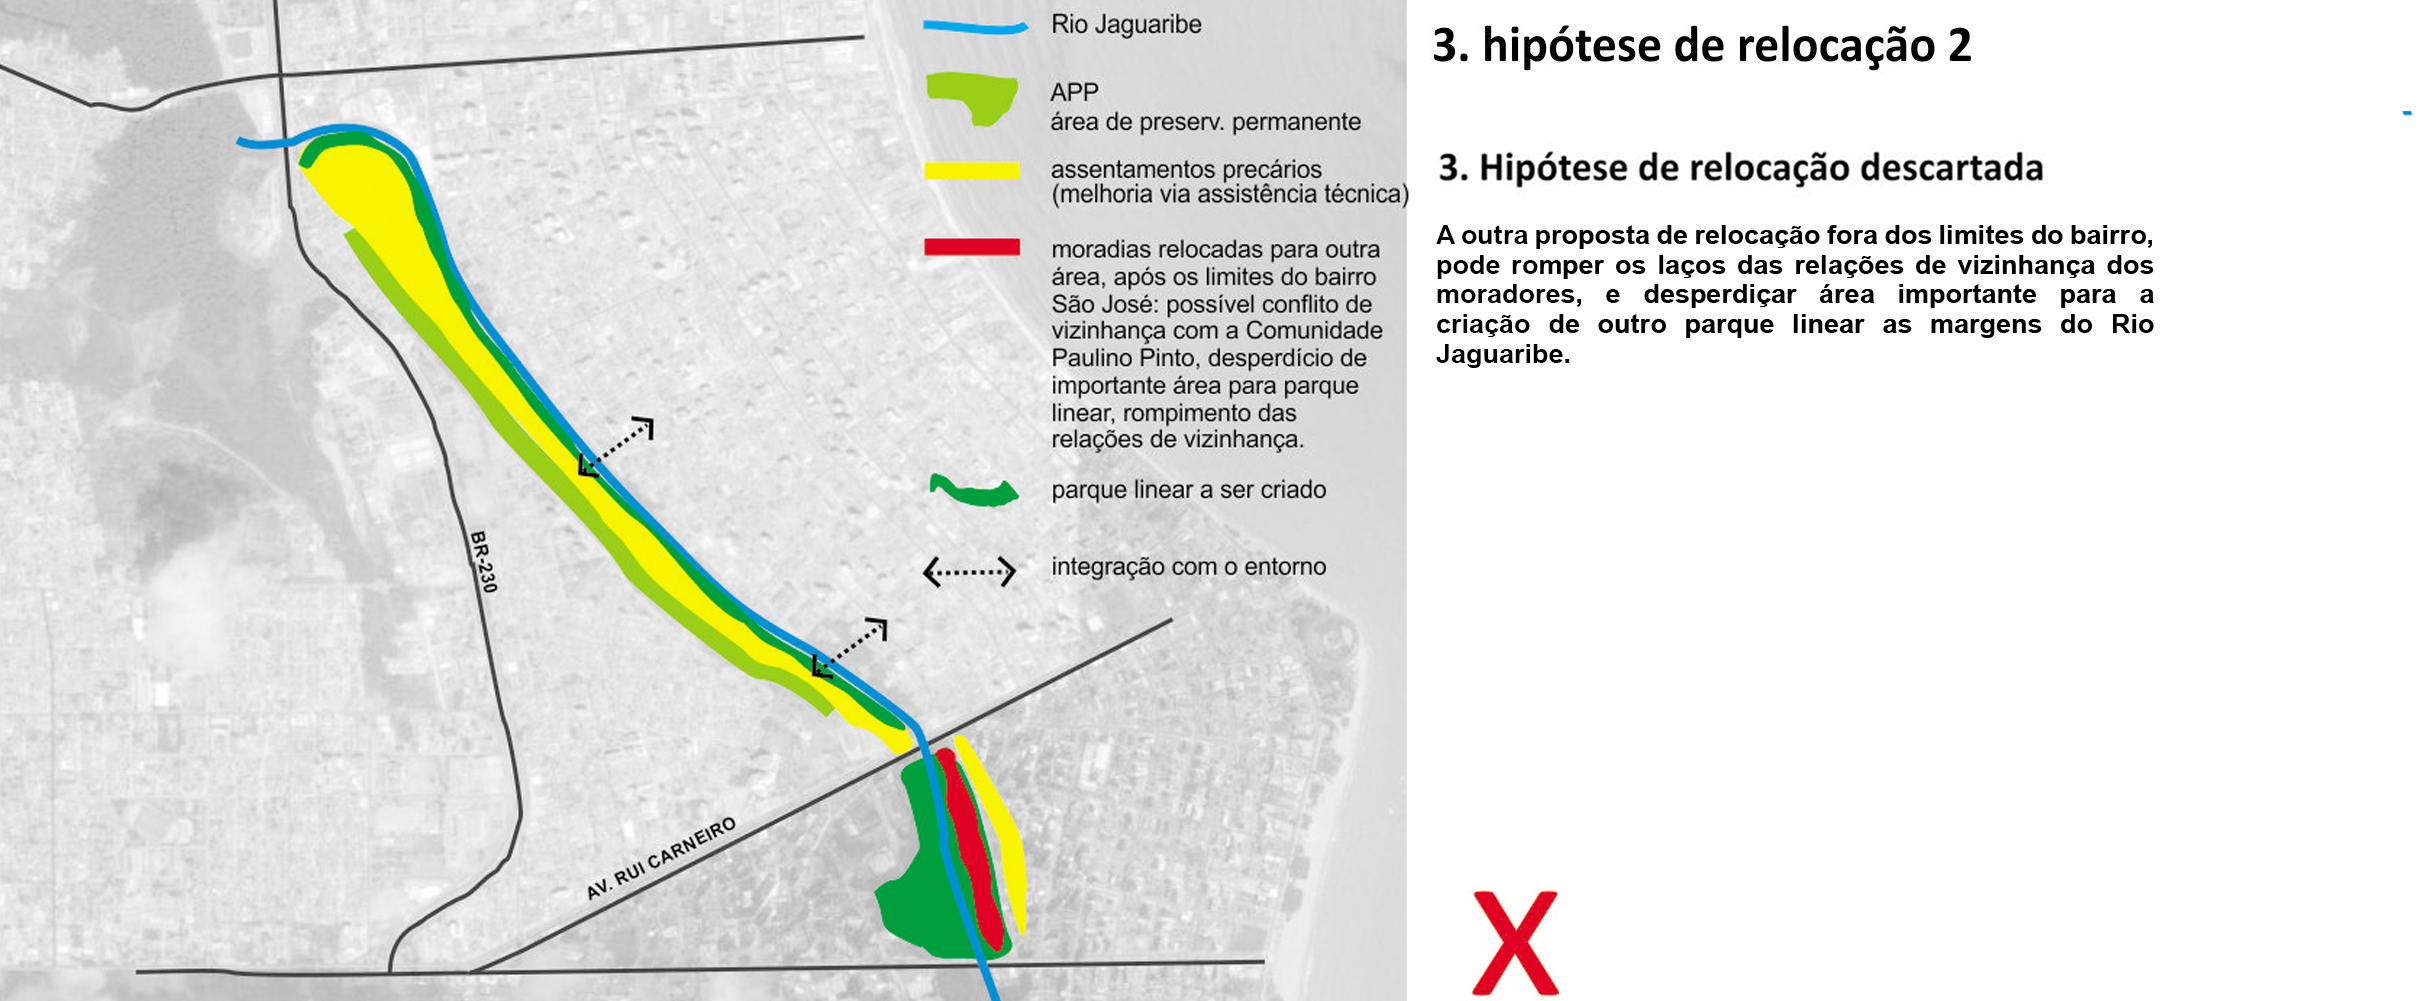 Rio Jaguaribe
APP
área de preserv. permanente
assentamentos precários
(melhoria via assistência técnica)
moradias relocadas para outra
área, após os limites do bairro
São José: possível conflito de
vizinhança com a Comunidade
Paulino Pinto, desperdício de
importante área para parque
linear, rompimento das
relações de vizinhança.
parque linear a ser criado
integração com o entorno
BR-230
AV. RUI CARNEIRO
3. hipótese de relocação 2
3. Hipótese de relocação descartada
A outra proposta de relocação fora dos limites do bairro,
pode romper os laços das relações de vizinhança dos
moradores, e desperdiçar área importante para a
criação de outro parque linear as margens do Rio
Jaguaribe.
X